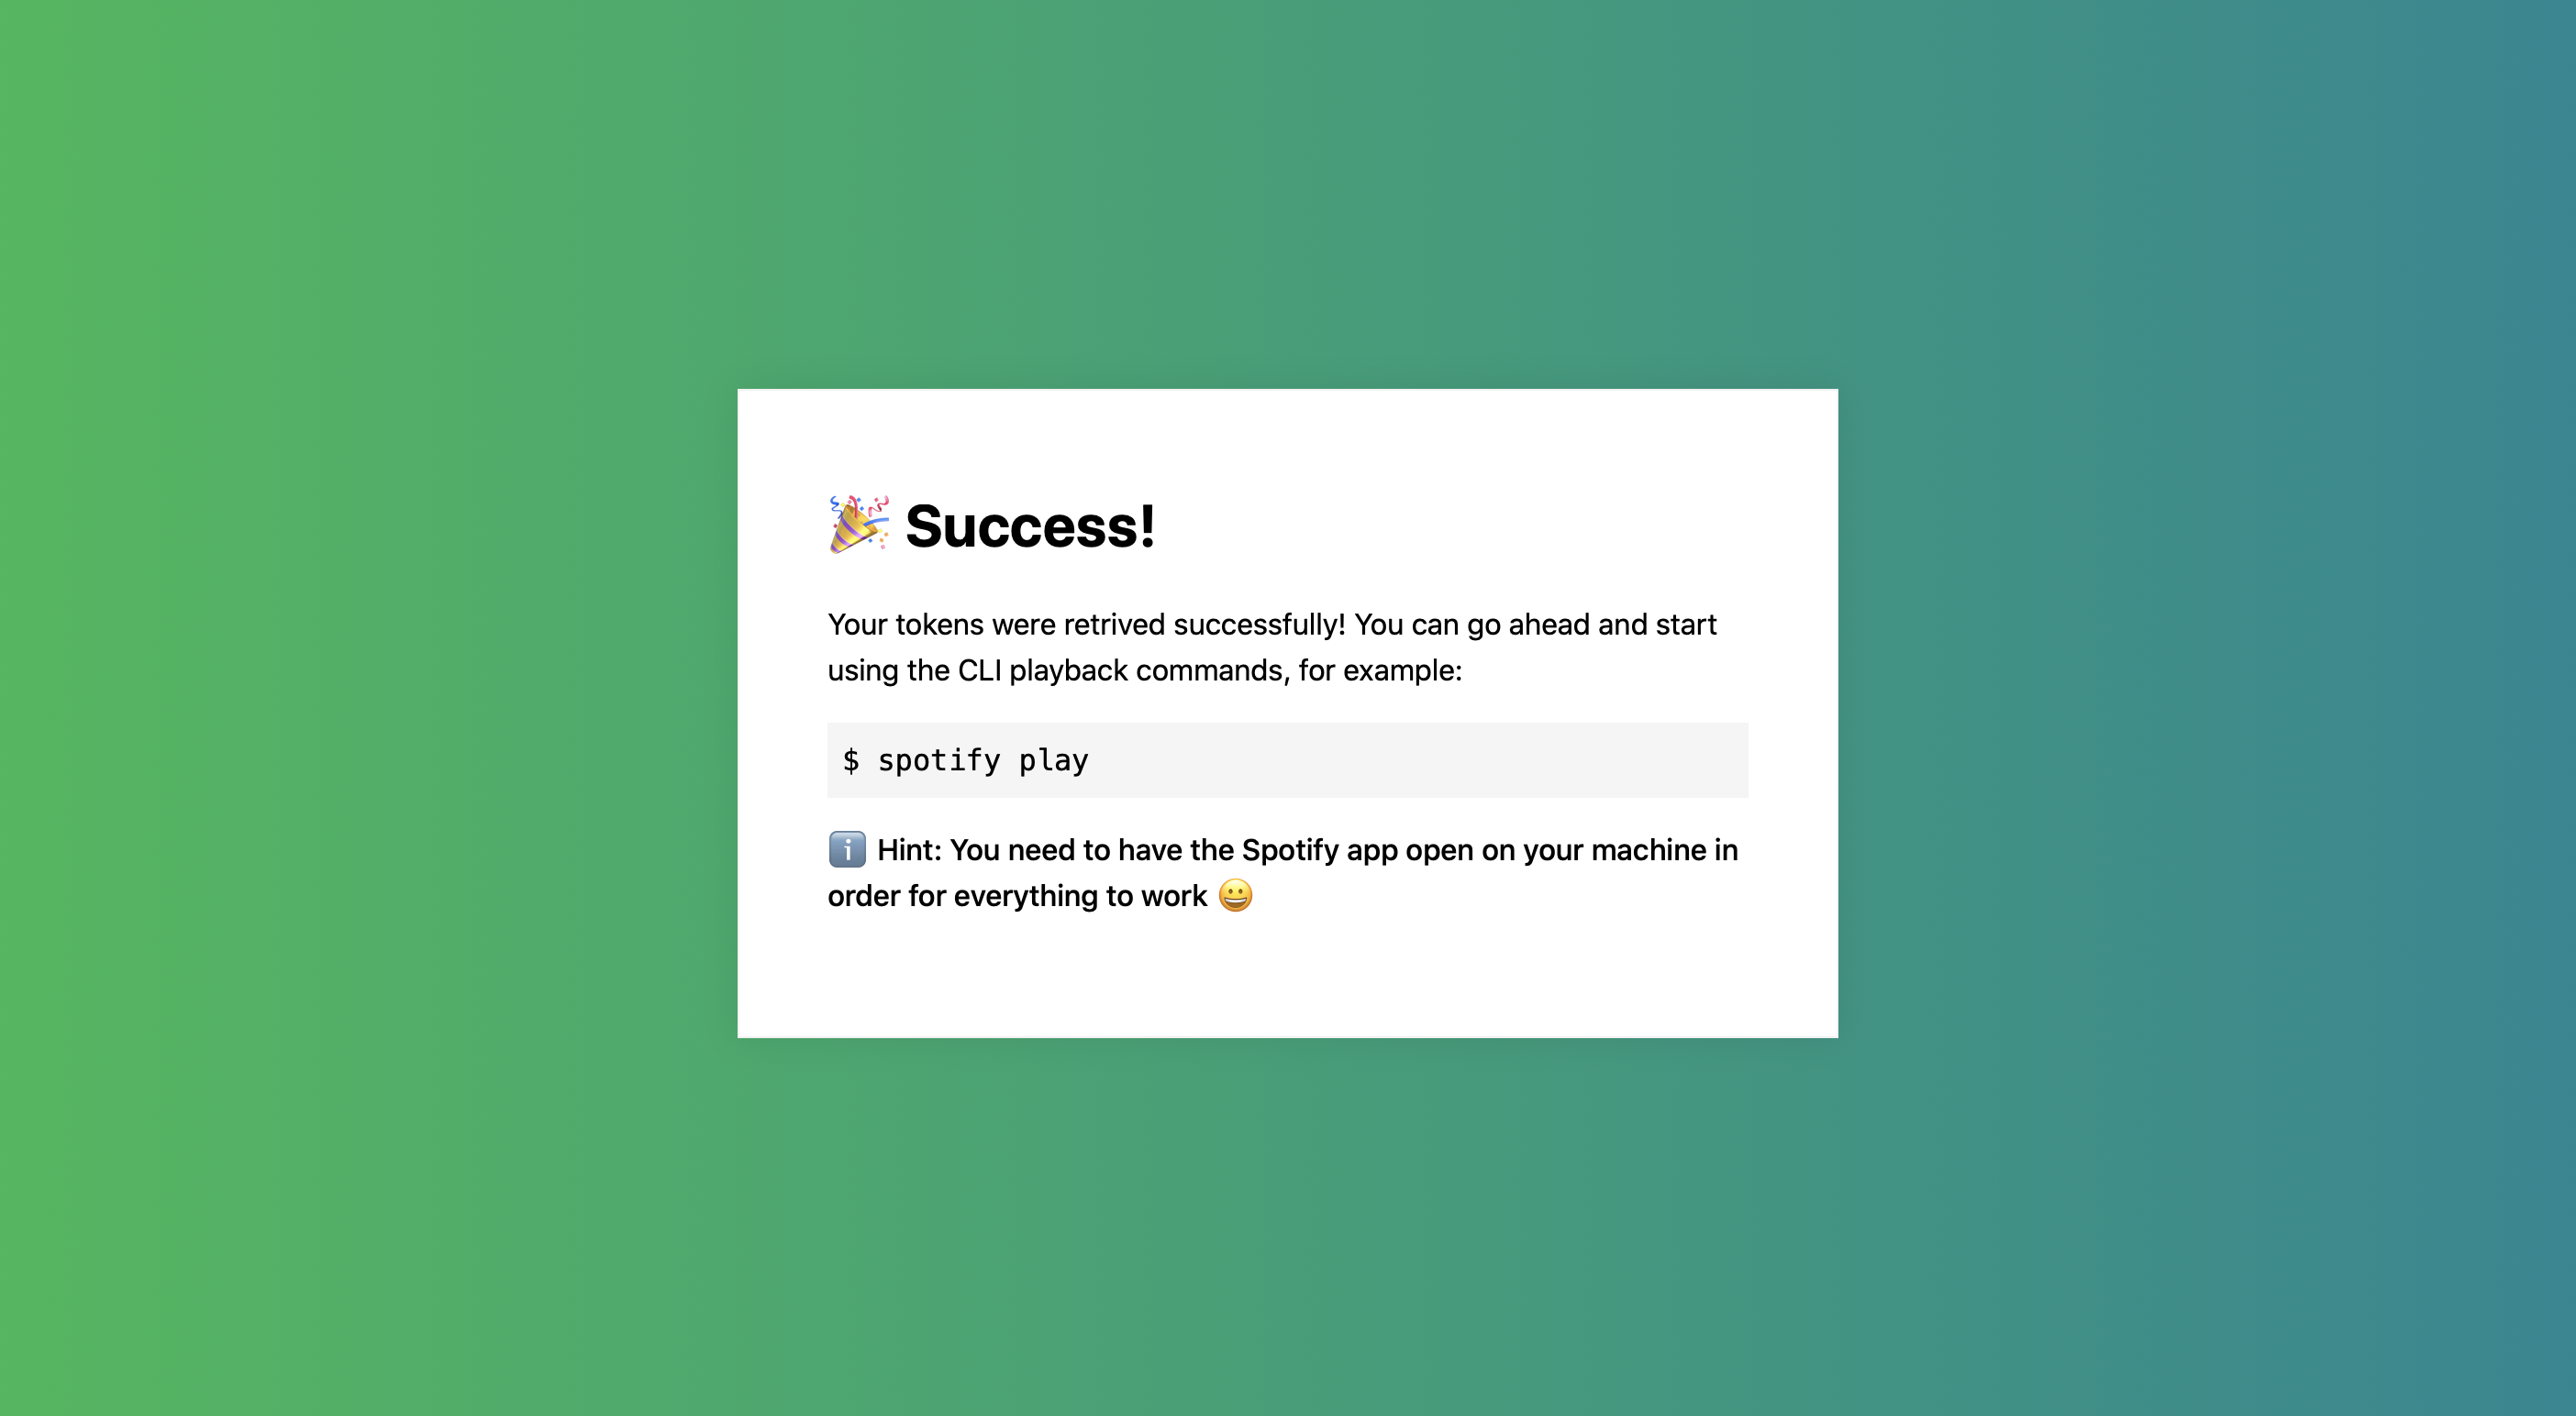 🎉 Success!
Your tokens were retrived successfully! You can go ahead and start
using the CLI playback commands, for example:
$ spotify play
ℹ️ Hint: You need to have the Spotify app open on your machine in
order for everything to work 😀